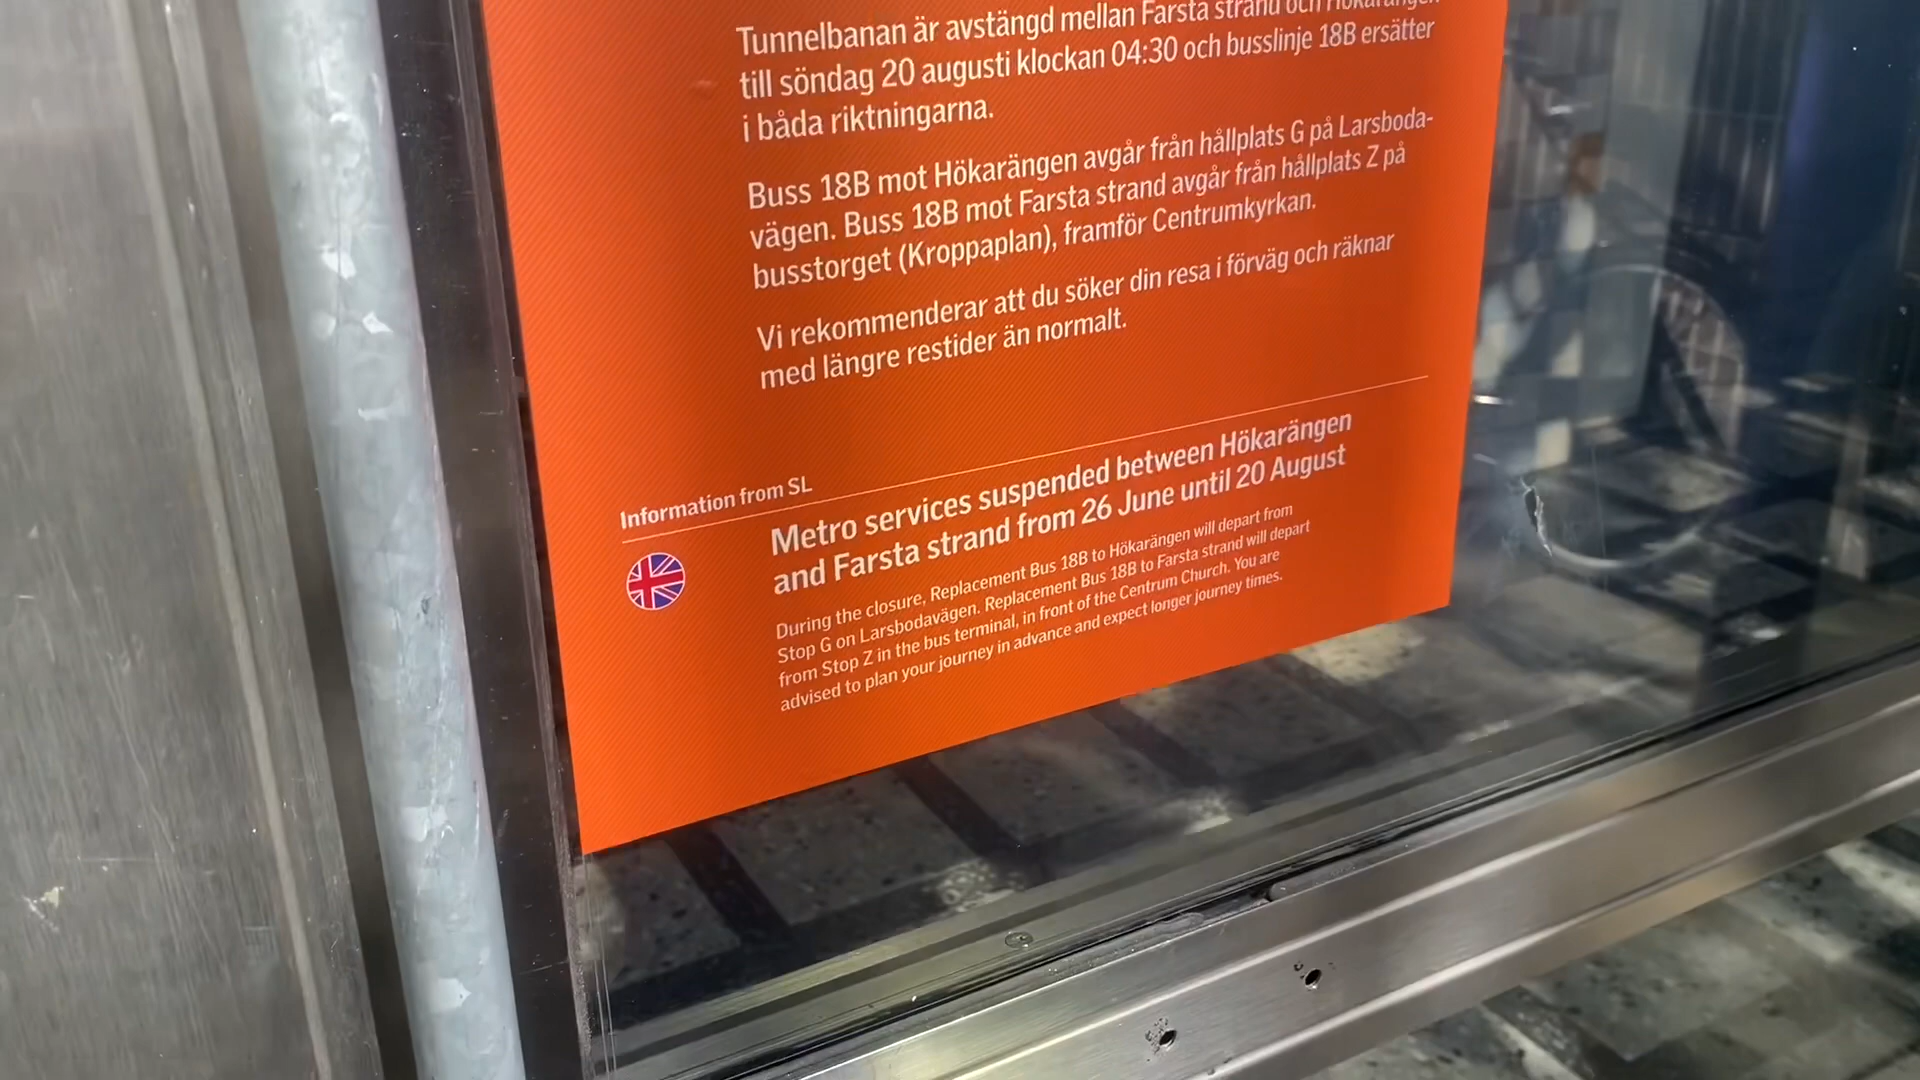 Tunnelbanan är avstängd mellan Farsta strand och Hökarängen
till söndag 20 augusti klockan 04:30 och busslinje 18B ersätter
i båda riktningarna.
Buss 18B mot Hökarängen avgår från hållplats G på Larsboda-
vägen. Buss 18B mot Farsta strand avgår från hållplats Z på
busstorget (Kroppaplan), framför Centrumkyrkan.
Vi rekommenderar att du söker din resa i förväg och räknar
med längre restider än normalt.
Information from SL
Metro services suspended between Hökarängen
and Farsta strand from 26 June until 20 August
During the closure, Replacement Bus 18B to Hökarängen will depart from
Stop G on Larsbodavägen. Replacement Bus 18B to Farsta strand will depart
from Stop Z in the bus terminal, in front of the Centrum Church. You are
advised to plan your journey in advance and expect longer journey times.